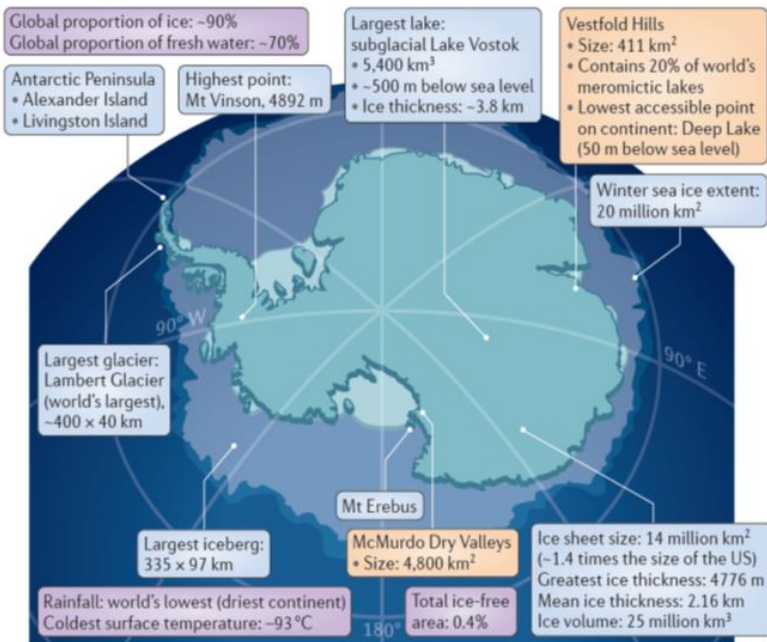 Global proportion of ice: ~90%
Global proportion of fresh water: ~70%
Antarctic Peninsula
• Alexander Island
• Livingston Island
Highest point:
Mt Vinson, 4892 m
Largest lake:
subglacial Lake Vostok
• 5,400 km³
• ~500 m below sea level
• Ice thickness: ~3.8 km
Vestfold Hills
• Size: 411 km²
• Contains 20% of world's
meromictic lakes
• Lowest accessible point
on continent: Deep Lake
(50 m below sea level)
Winter sea ice extent:
20 million km²
90° W
90° E
Largest glacier:
Lambert Glacier
(world's largest),
~400 × 40 km
Mt Erebus
Largest iceberg:
335 × 97 km
McMurdo Dry Valleys
• Size: 4,800 km²
Ice sheet size: 14 million km²
(~1.4 times the size of the US)
Greatest ice thickness: 4776 m
Mean ice thickness: 2.16 km
Ice volume: 25 million km³
Rainfall: world's lowest (driest continent)
Coldest surface temperature: –93 °C
Total ice-free
area: 0.4%
180°